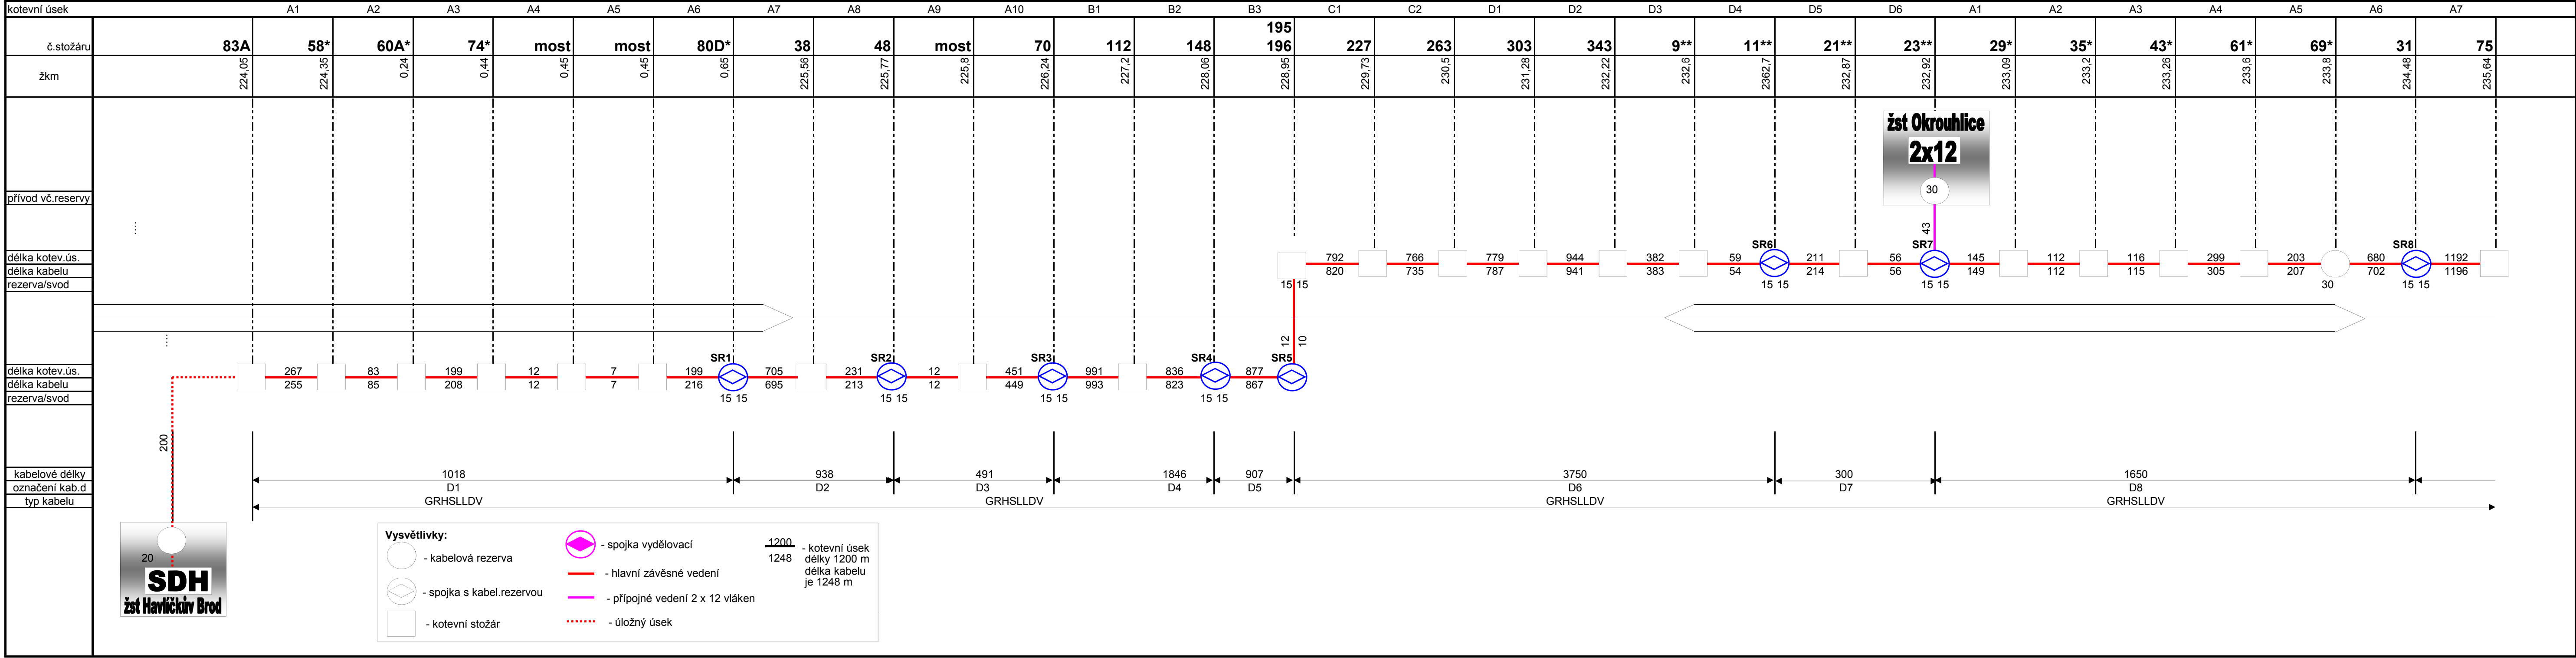 kotevní úsek A1 A2 A3 A4 A5 A6 A7 A8 A9 A10 B1 B2 B3 C1 C2 D1 D2 D3 D4 D5 D6 A1 A2 A3 A4 A5 A6 A7
195
č.stožáru 83A 58* 60A* 74* most most 80D* 38 48 most 70 112 148 196 227 263 303 343 9** 11** 21** 23** 29* 35* 43* 61* 69* 31 75
žkm 224,05 224,35 0,24 0,44 0,45 0,45 0,65 225,56 225,77 225,8 226,24 227,2 228,06 228,95 229,73 230,5 231,28 232,22 232,6 2362,7 232,87 232,92 233,09 233,2 233,26 233,6 233,8 234,48 235,64
žst Okrouhlice
2x12
30
přívod vč.reservy
43
SR6 SR7 SR8
délka kotev.ús. 792 766 779 944 382 59 211 56 145 112 116 299 203 680 1192
délka kabelu 820 735 787 941 383 54 214 56 149 112 115 305 207 702 1196
rezerva/svod 15 15 15 15 15 15 30 15 15
12 10
SR1 SR2 SR3 SR4 SR5
délka kotev.ús. 267 83 199 12 7 199 705 231 12 451 991 836 877
délka kabelu 255 85 208 12 7 216 695 213 12 449 993 823 867
rezerva/svod 15 15 15 15 15 15 15 15
200
kabelové délky 1018 938 491 1846 907 3750 300 1650
označení kab.d D1 D2 D3 D4 D5 D6 D7 D8
typ kabelu GRHSLLDV GRHSLLDV GRHSLLDV GRHSLLDV
20
SDH
žst Havlíčkův Brod
Vysvětlivky:
- kabelová rezerva
- spojka s kabel.rezervou
- kotevní stožár
- spojka vydělovací
- hlavní závěsné vedení
- přípojné vedení 2 x 12 vláken
- úložný úsek
1200
1248
- kotevní úsek
délky 1200 m
délka kabelu
je 1248 m